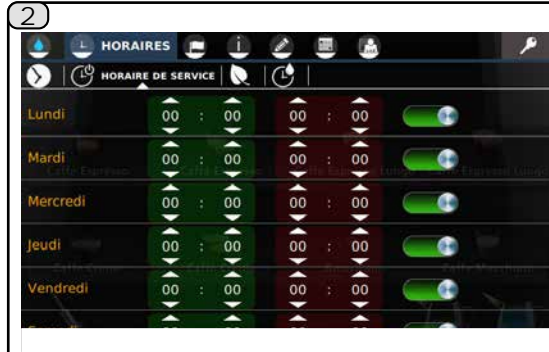 2
HORAIRES
HORAIRE DE SERVICE
Lundi 00 : 00 00 : 00
Mardi 00 : 00 00 : 00
Mercredi 00 : 00 00 : 00
Jeudi 00 : 00 00 : 00
Vendredi 00 : 00 00 : 00